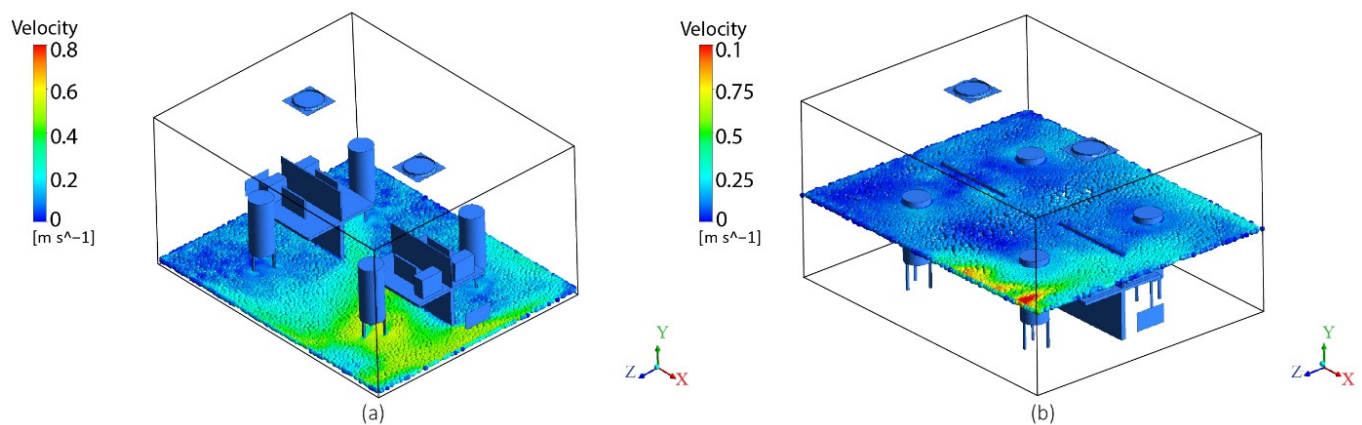 Velocity
0.8
0.6
0.4
0.2
0
[m s^−1]
Y
Z
X
(a)
Velocity
0.1
0.75
0.5
0.25
0
[m s^−1]
Y
Z
X
(b)